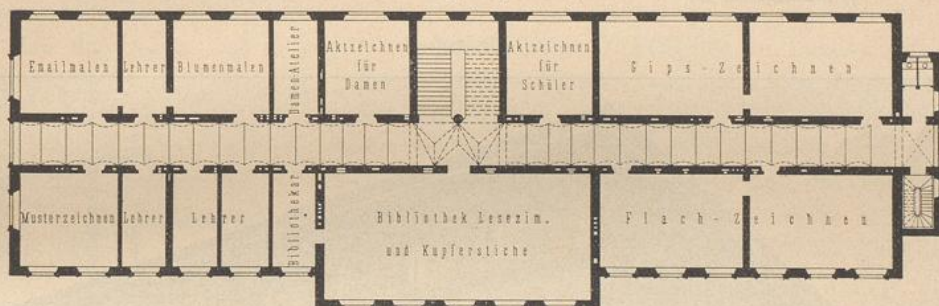 Emailmalen
Lehrer
Blumenmalen
Damen-Atelier
Aktzeichnen
für
Damen
Aktzeichnen
für
Schüler
Gips-Zeichnen
Musterzeichnen
Lehrer
Lehrer
Bibliothekar
Bibliothek Lesezim.
und Kupferstiche
Flach-Zeichnen